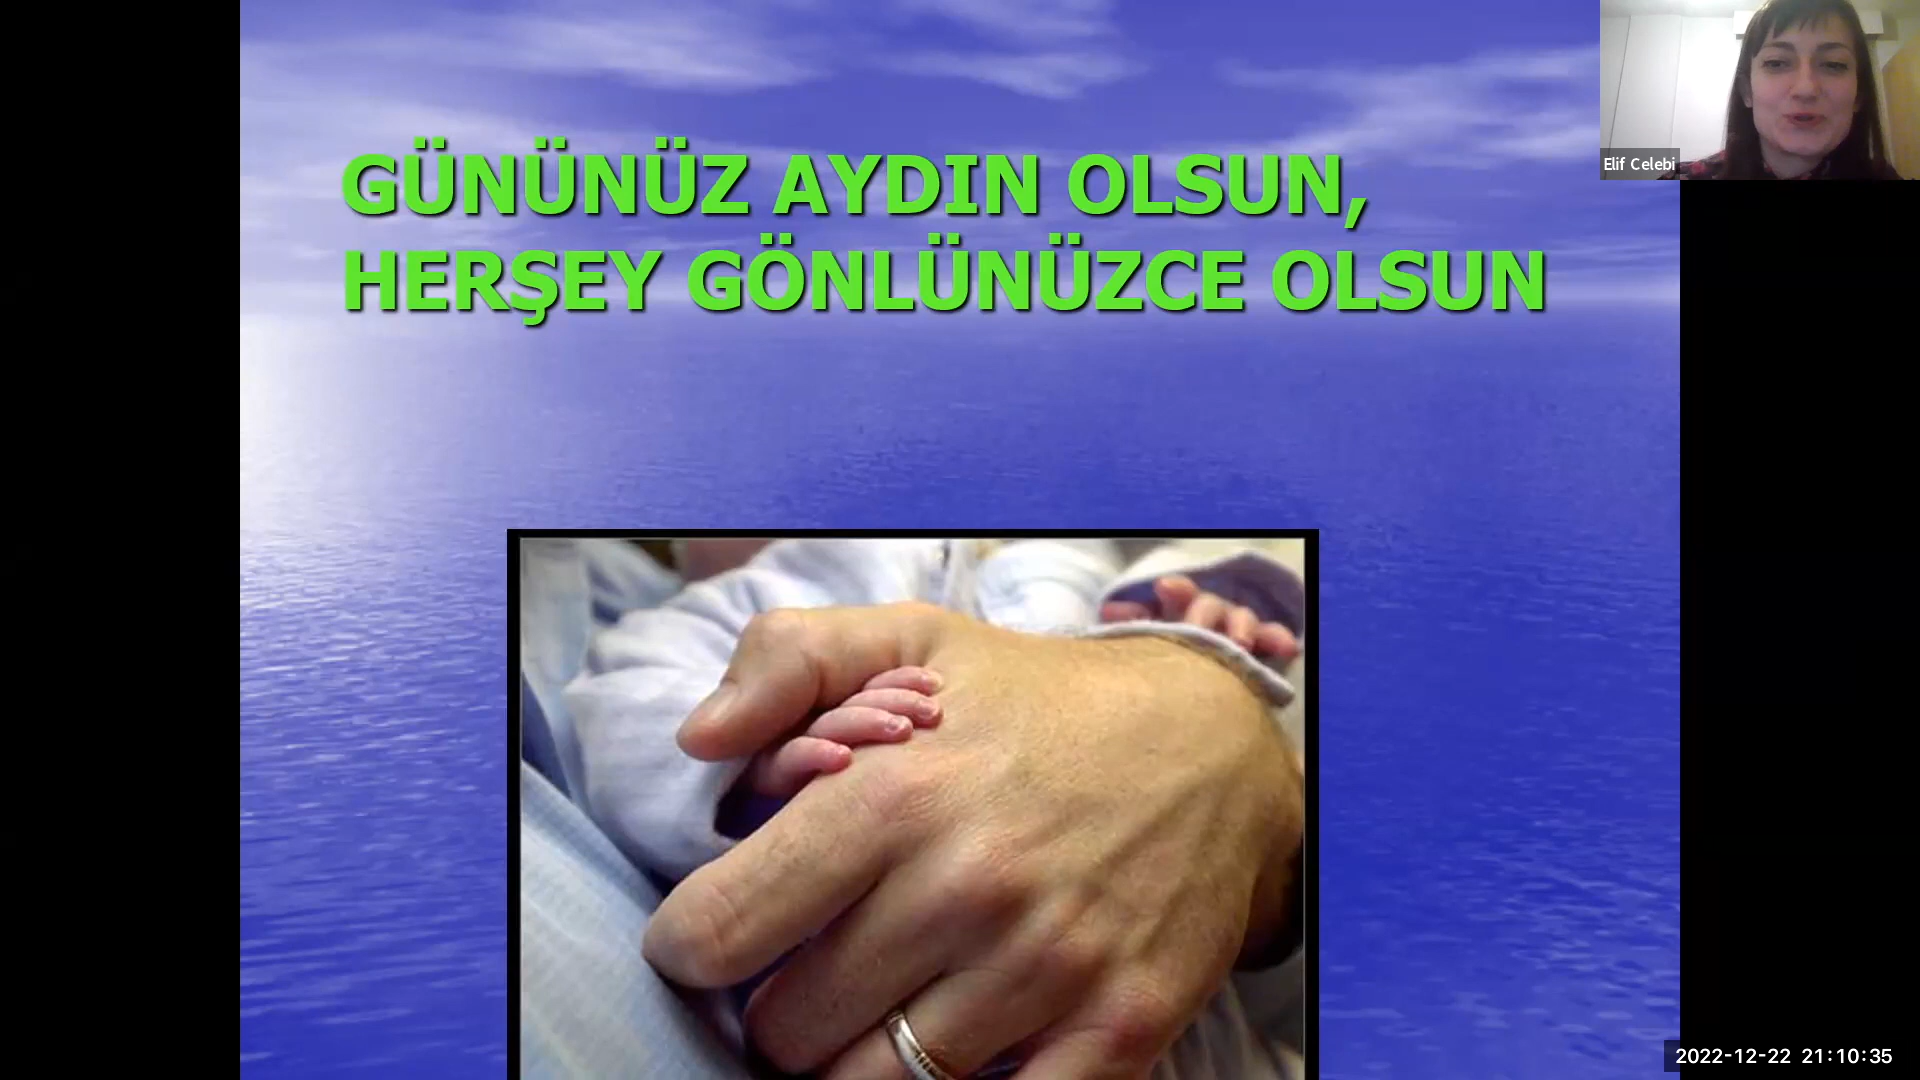 GÜNÜNÜZ AYDIN OLSUN,
HERŞEY GÖNLÜNÜZCE OLSUN
Elif Celebi
2022-12-22 21:10:35